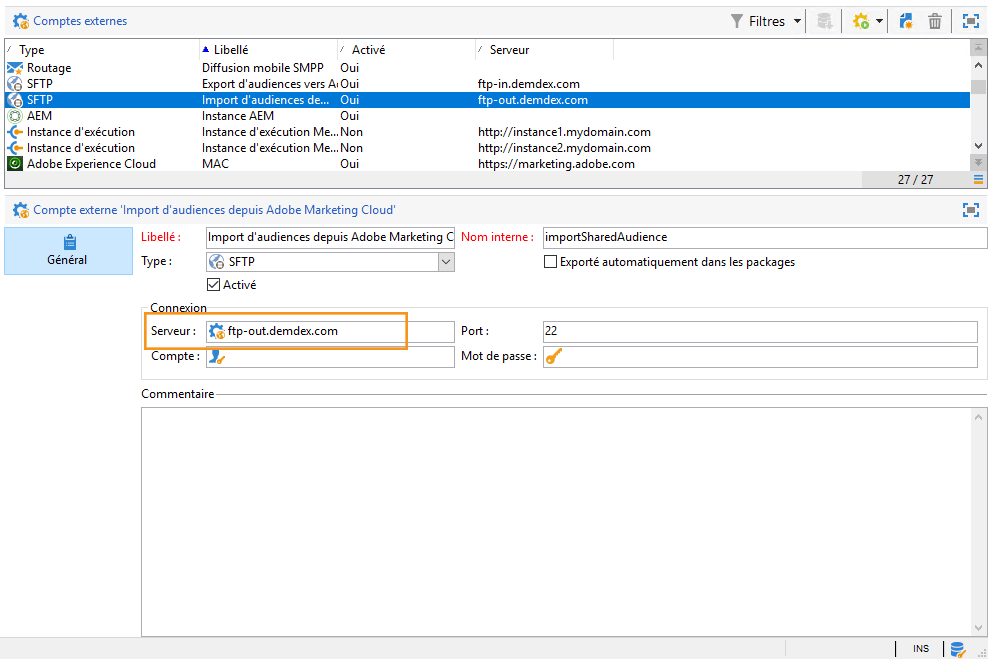 Comptes externes Filtres
Type Libellé Activé Serveur
Routage Diffusion mobile SMPP Oui
SFTP Export d'audiences vers A Oui ftp-in.demdex.com
SFTP Import d'audiences de... Oui ftp-out.demdex.com
AEM Instance AEM Oui
Instance d'exécution Instance d'exécution Me... Non http://instance1.mydomain.com
Instance d'exécution Instance d'exécution Me... Non http://instance2.mydomain.com
Adobe Experience Cloud MAC Oui https://marketing.adobe.com
27 / 27
Compte externe 'Import d'audiences depuis Adobe Marketing Cloud'
Général
Libellé : Import d'audiences depuis Adobe Marketing C Nom interne : importSharedAudience
Type : SFTP Exporté automatiquement dans les packages
Activé
Connexion
Serveur : ftp-out.demdex.com Port : 22
Compte : Mot de passe :
Commentaire
INS